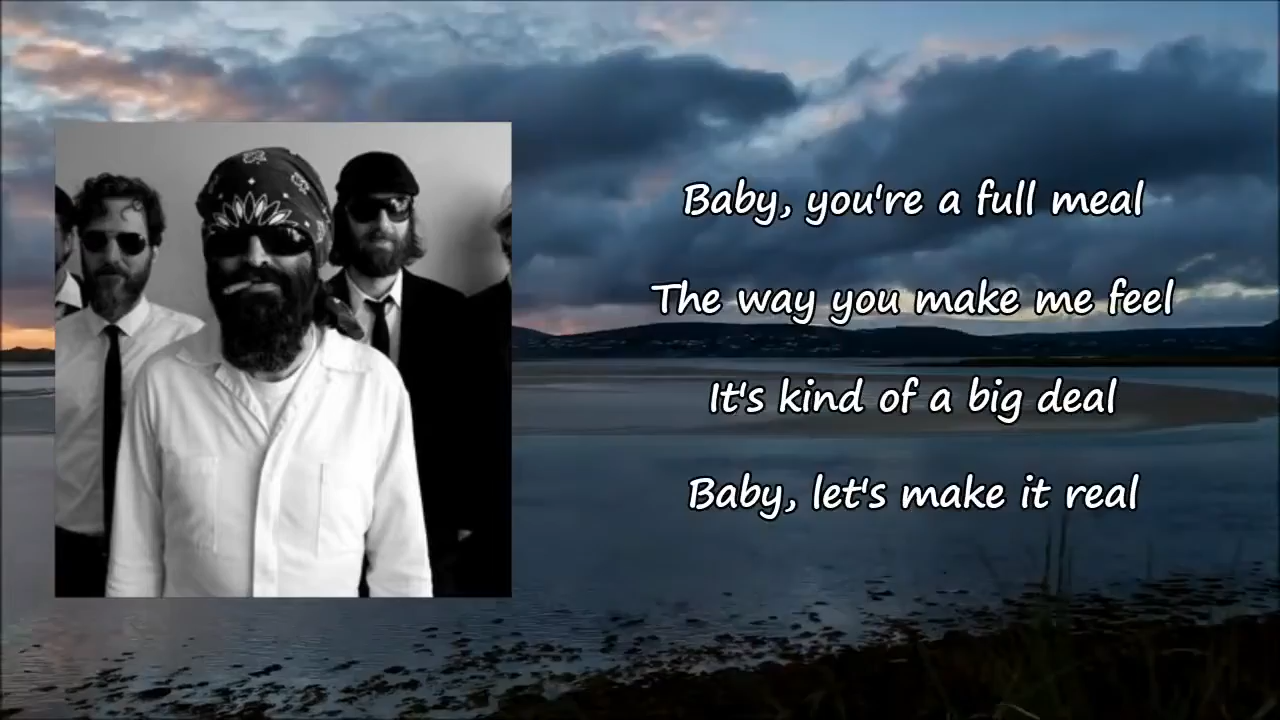 Baby, you're a full meal
The way you make me feel
It's kind of a big deal
Baby, let's make it real